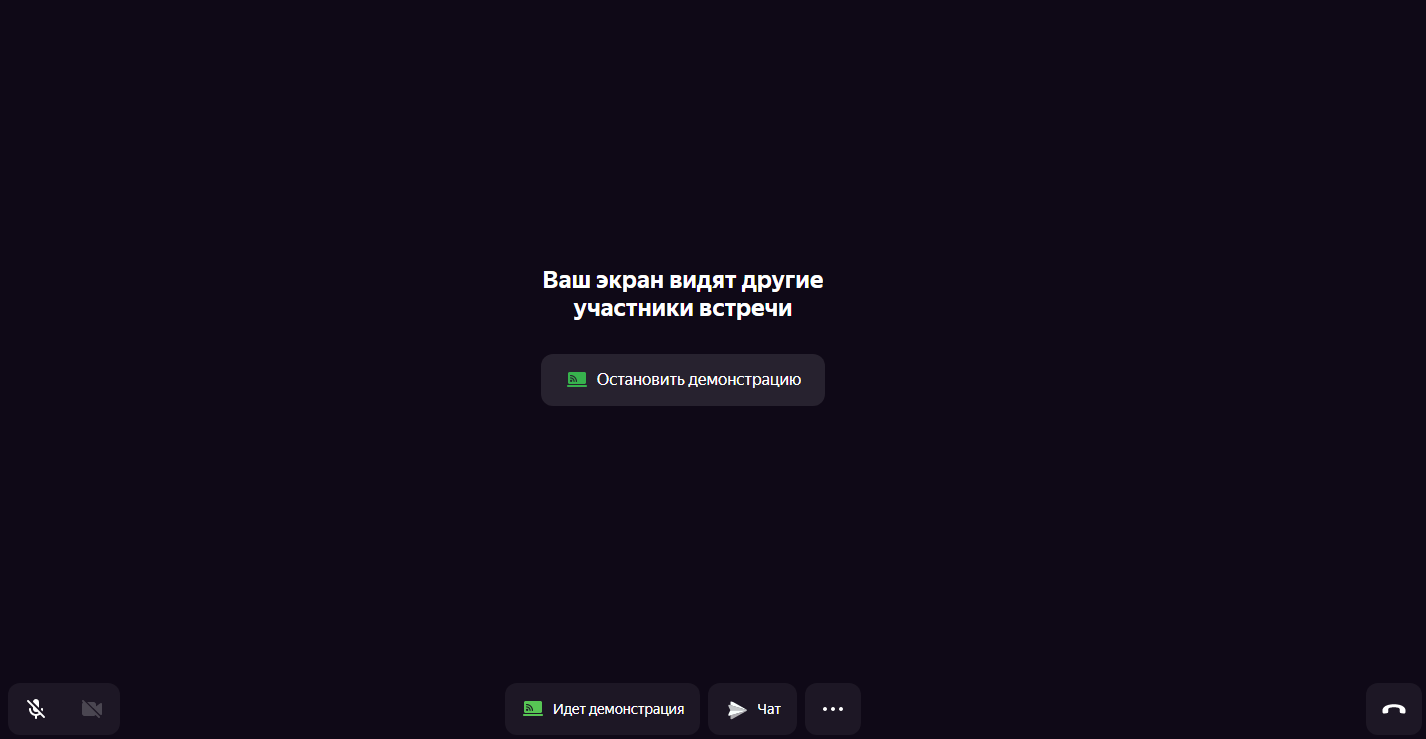 Ваш экран видят другие
участники встречи
Остановить демонстрацию
Идет демонстрация
Чат